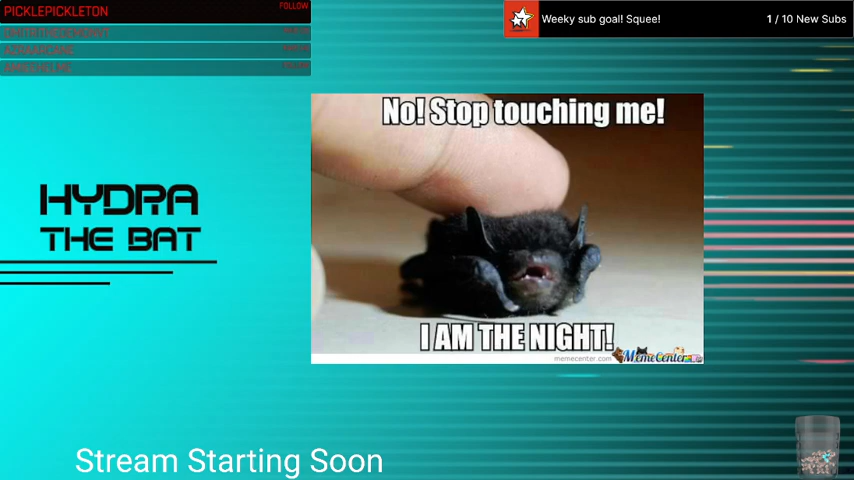 PICKLEPICKLETON
FOLLOW
Weeky sub goal! Squee!
1 / 10 New Subs
No! Stop touching me!
HYDRA
THE BAT
I AM THE NIGHT!
memecenter.com
MemeCenter
Stream Starting Soon